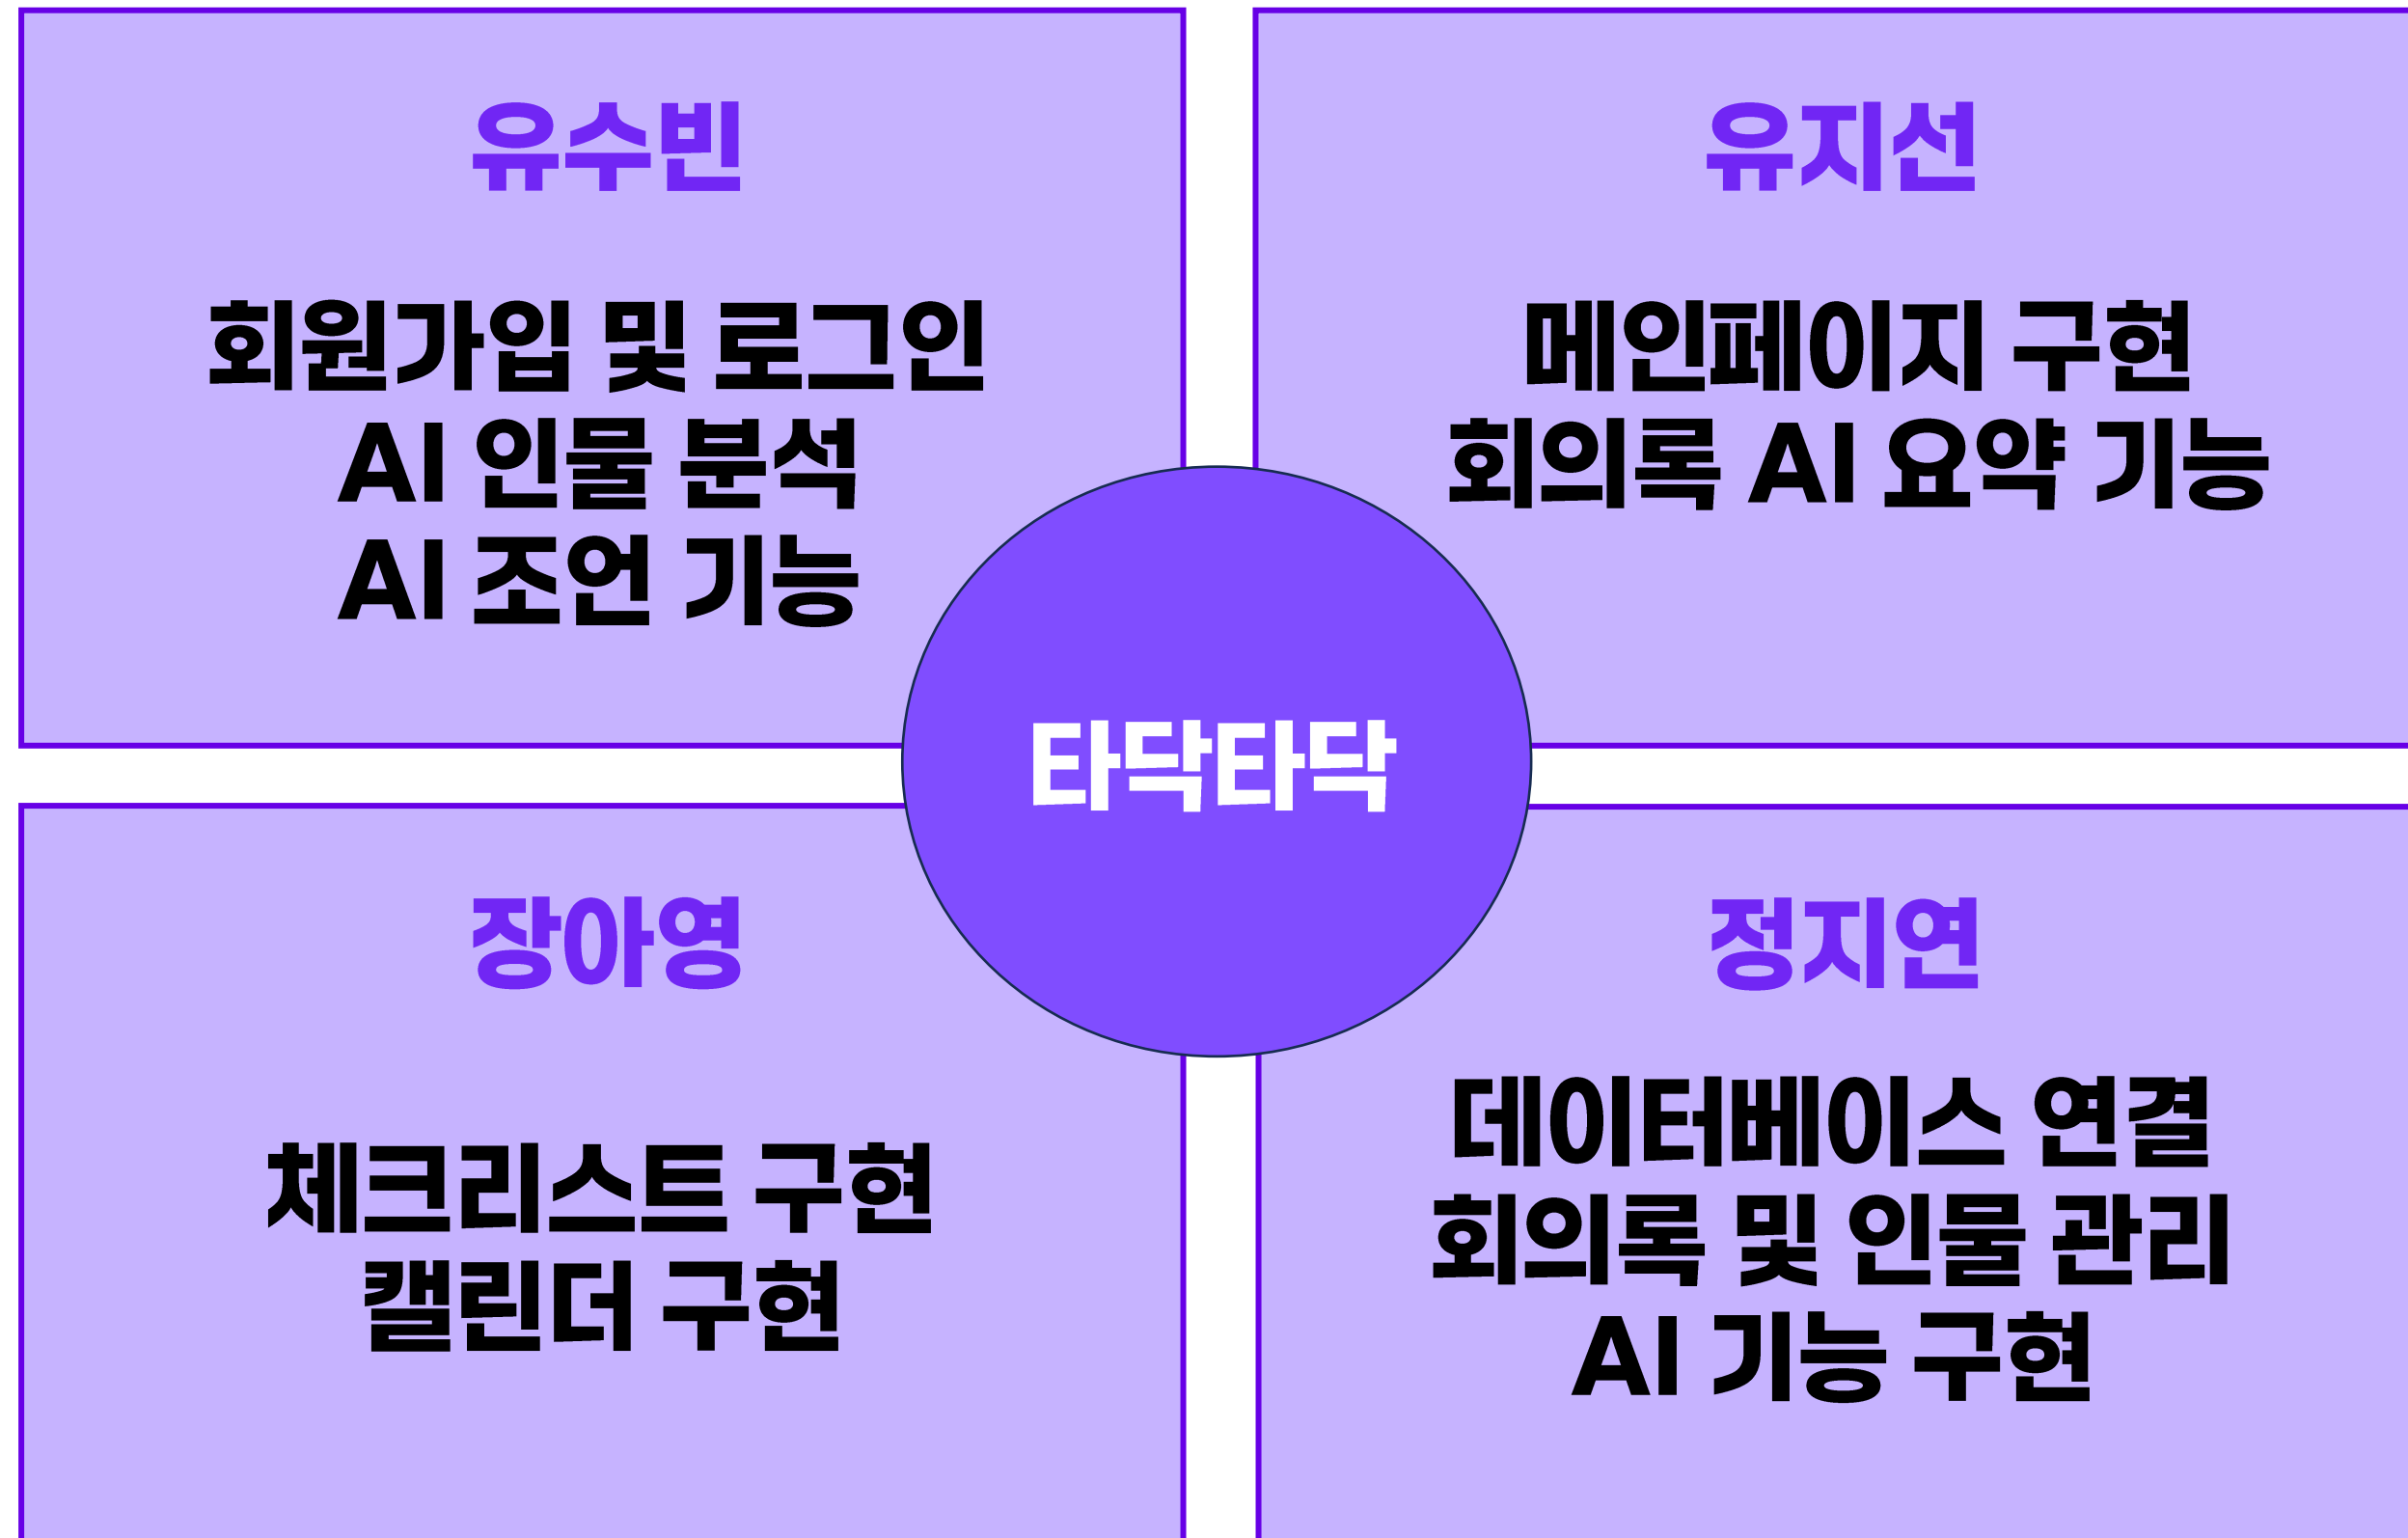 유수빈
회원가입 및 로그인
AI 인물 분석
AI 조언 기능
유지선
메인페이지 구현
회의록 AI 요약 기능
타닥타닥
장아영
체크리스트 구현
캘린더 구현
정지연
데이터베이스 연결
회의록 및 인물 관리
AI 기능 구현